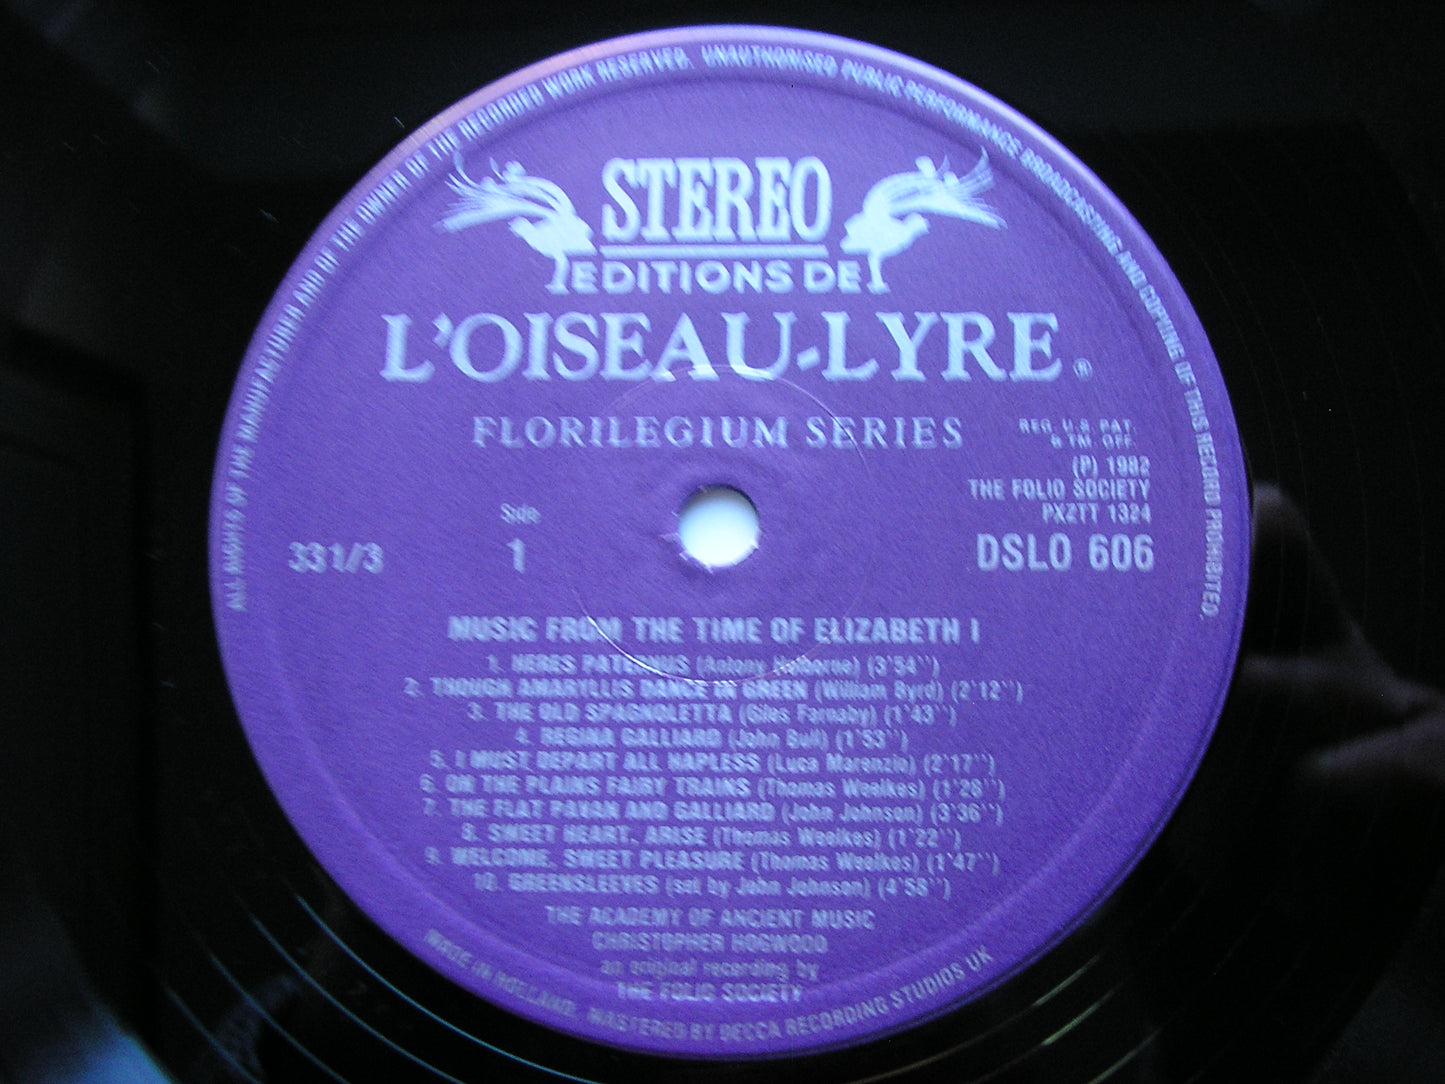 ALL RIGHTS OF THE MANUFACTURER AND OF THE OWNER OF THE RECORDED WORK RESERVED. UNAUTHORISED PUBLIC PERFORMANCE BROADCASTING AND COPYING OF THIS RECORD PROHIBITED.
STEREO
EDITIONS DE
L'OISEAU-LYRE ®
FLORILEGIUM SERIES
REG. U.S. PAT.
& TM. OFF.
(P) 1982
THE FOLIO SOCIETY
PXZTT 1324
Side
331/3 1 DSLO 606
MUSIC FROM THE TIME OF ELIZABETH I
1. HERES PATERNUS (Antony Holborne) (3'54'')
2. THOUGH AMARYLLIS DANCE IN GREEN (William Byrd) (2'12'')
3. THE OLD SPAGNOLETTA (Giles Farnaby) (1'43'')
4. REGINA GALLIARD (John Bull) (1'53'')
5. I MUST DEPART ALL HAPLESS (Luca Marenzio) (2'17'')
6. ON THE PLAINS FAIRY TRAINS (Thomas Weelkes) (1'28'')
7. THE FLAT PAVAN AND GALLIARD (John Johnson) (3'36'')
8. SWEET HEART, ARISE (Thomas Weelkes) (1'22'')
9. WELCOME, SWEET PLEASURE (Thomas Weelkes) (1'47'')
10. GREENSLEEVES (set by John Johnson) (4'58'')
THE ACADEMY OF ANCIENT MUSIC
CHRISTOPHER HOGWOOD
an original recording by
THE FOLIO SOCIETY
MADE IN HOLLAND. MASTERED BY DECCA RECORDING STUDIOS UK